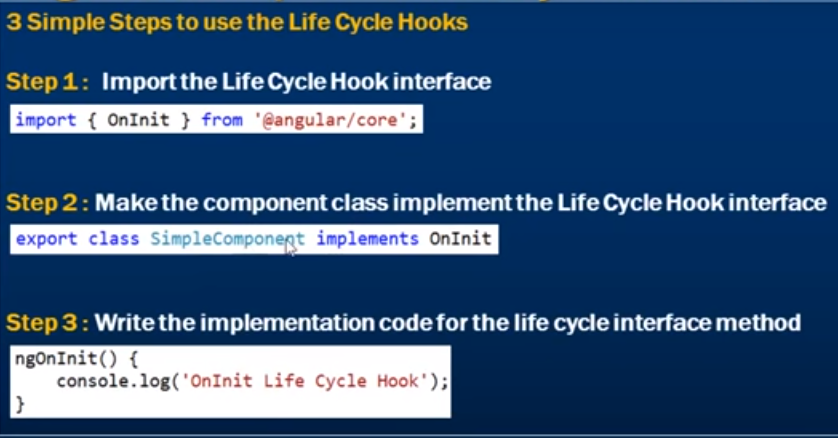 3 Simple Steps to use the Life Cycle Hooks
Step 1 : Import the Life Cycle Hook interface
import { OnInit } from '@angular/core';
Step 2 : Make the component class implement the Life Cycle Hook interface
export class SimpleComponent implements OnInit
Step 3 : Write the implementation code for the life cycle interface method
ngOnInit() {
console.log('OnInit Life Cycle Hook');
}